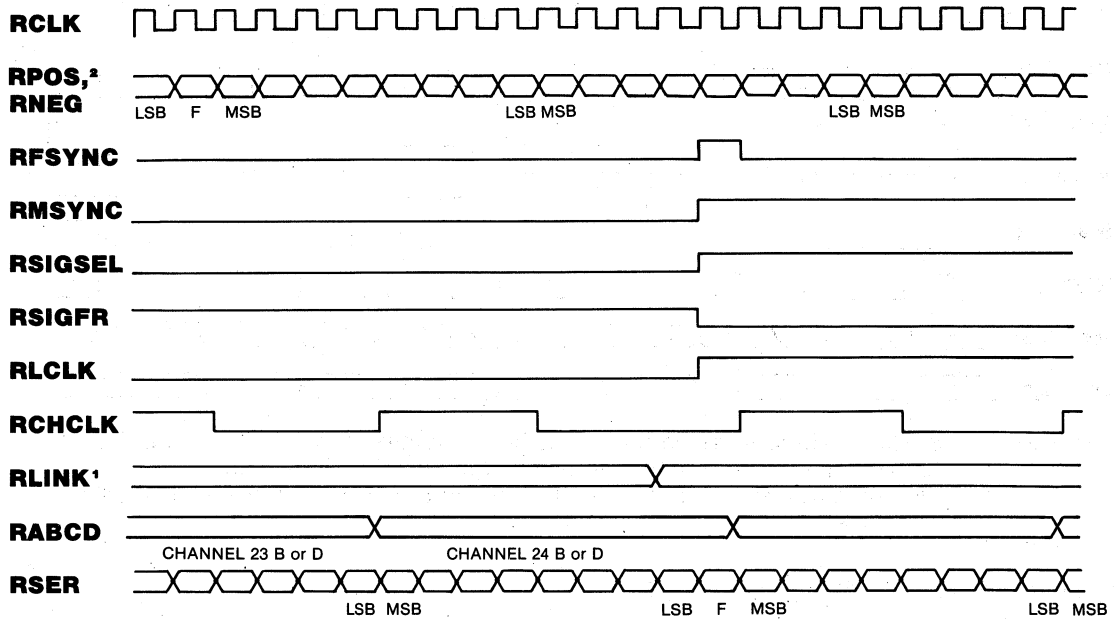 RCLK
RPOS,²
RNEG
LSB F MSB LSB MSB LSB MSB
RFSYNC
RMSYNC
RSIGSEL
RSIGFR
RLCLK
RCHCLK
RLINK¹
RABCD
CHANNEL 23 B or D CHANNEL 24 B or D
RSER
LSB MSB LSB F MSB LSB MSB